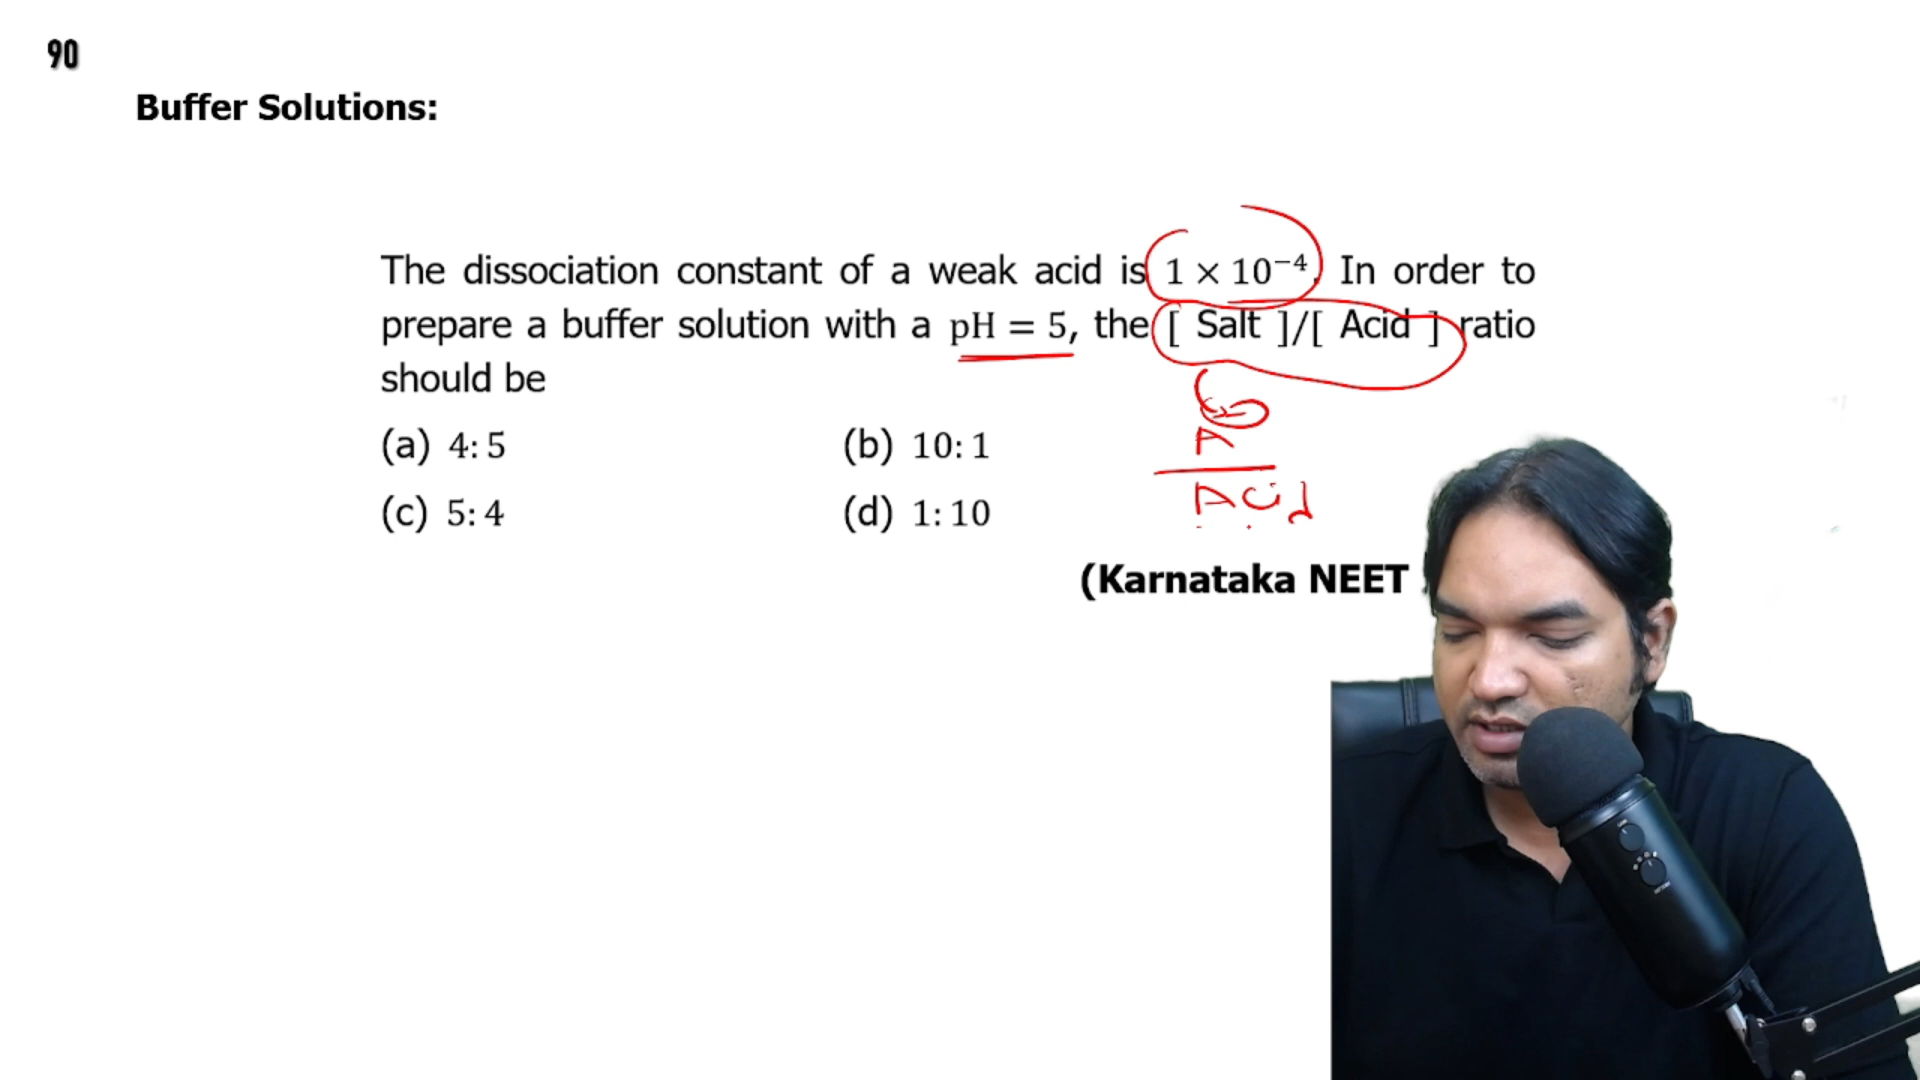 90
Buffer Solutions:
The dissociation constant of a weak acid is 1 × 10⁻⁴. In order to
prepare a buffer solution with a pH = 5, the [ Salt ]/[ Acid ] ratio
should be
(a) 4: 5
(b) 10: 1
A
(c) 5: 4
(d) 1: 10
Acid
(Karnataka NEET